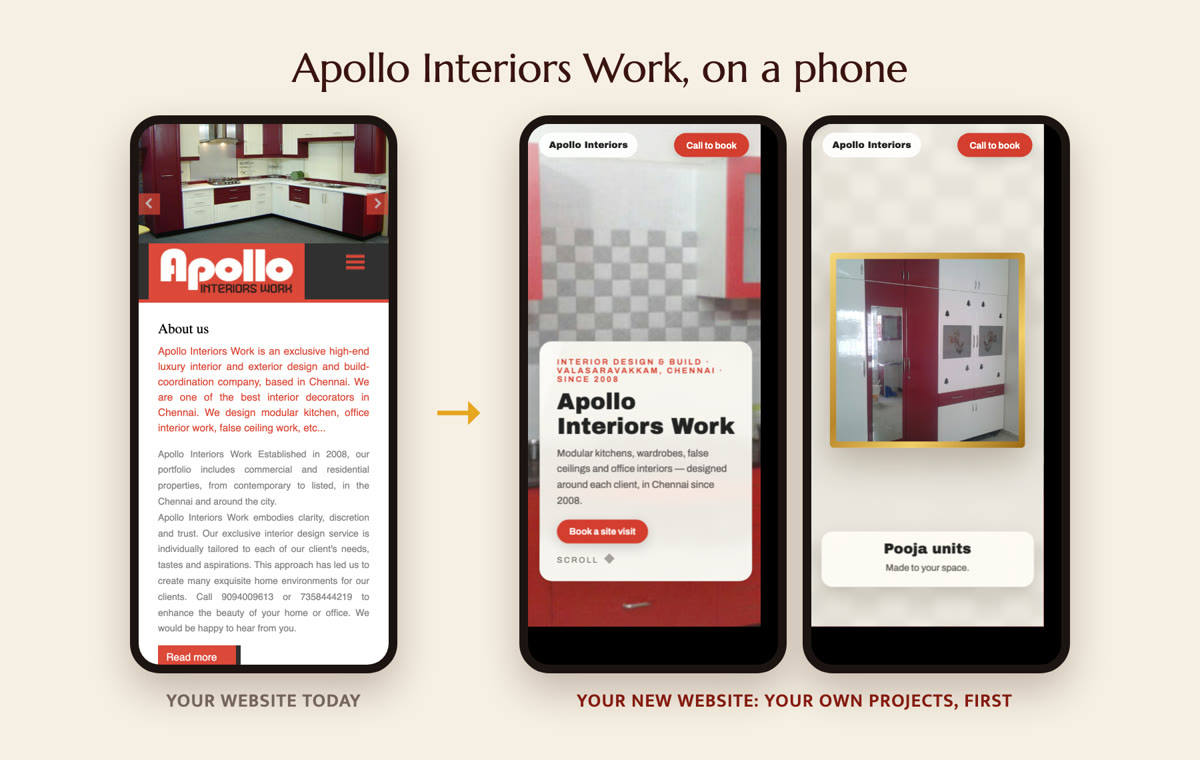 Apollo Interiors Work, on a phone
Apollo
INTERIORS WORK
About us
Apollo Interiors Work is an exclusive high-end
luxury interior and exterior design and build-
coordination company, based in Chennai. We
are one of the best interior decorators in
Chennai. We design modular kitchen, office
interior work, false ceiling work, etc...
Apollo Interiors Work Established in 2008, our
portfolio includes commercial and residential
properties, from contemporary to listed, in the
Chennai and around the city.
Apollo Interiors Work embodies clarity, discretion
and trust. Our exclusive interior design service is
individually tailored to each of our client's needs,
tastes and aspirations. This approach has led us to
create many exquisite home environments for our
clients. Call 9094009613 or 7358444219 to
enhance the beauty of your home or office. We
would be happy to hear from you.
Read more
YOUR WEBSITE TODAY
Apollo Interiors
Call to book
INTERIOR DESIGN & BUILD ·
VALASARAVAKKAM, CHENNAI ·
SINCE 2008
Apollo
Interiors Work
Modular kitchens, wardrobes, false
ceilings and office interiors — designed
around each client, in Chennai since
2008.
Book a site visit
SCROLL
Apollo Interiors
Call to book
Pooja units
Made to your space.
YOUR NEW WEBSITE: YOUR OWN PROJECTS, FIRST